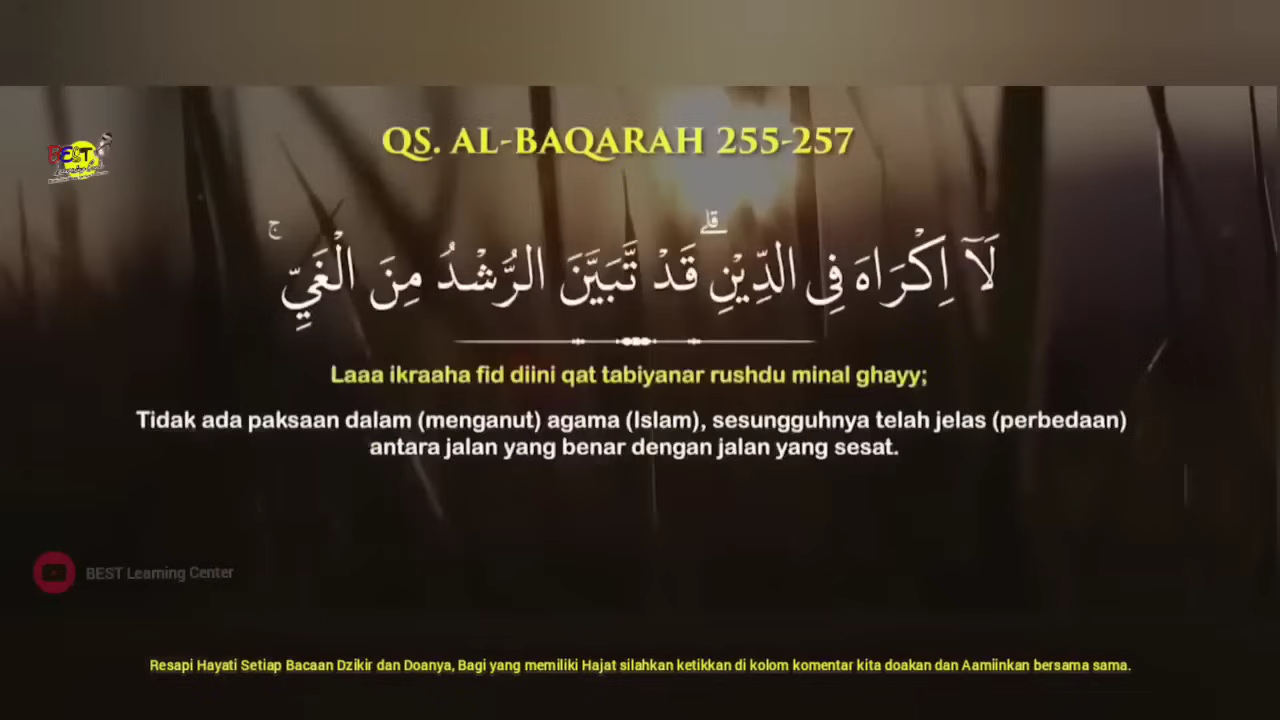 QS. AL-BAQARAH 255-257
BEST
لَآ اِكْرَاهَ فِى الدِّيْنِۗ قَدْ تَّبَيَّنَ الرُّشْدُ مِنَ الْغَيِّ ۚ
Laaa ikraaha fid diini qat tabiyanar rushdu minal ghayy;
Tidak ada paksaan dalam (menganut) agama (Islam), sesungguhnya telah jelas (perbedaan)
antara jalan yang benar dengan jalan yang sesat.
BEST Learning Center
Resapi Hayati Setiap Bacaan Dzikir dan Doanya, Bagi yang memiliki Hajat silahkan ketikkan di kolom komentar kita doakan dan Aamiinkan bersama sama.